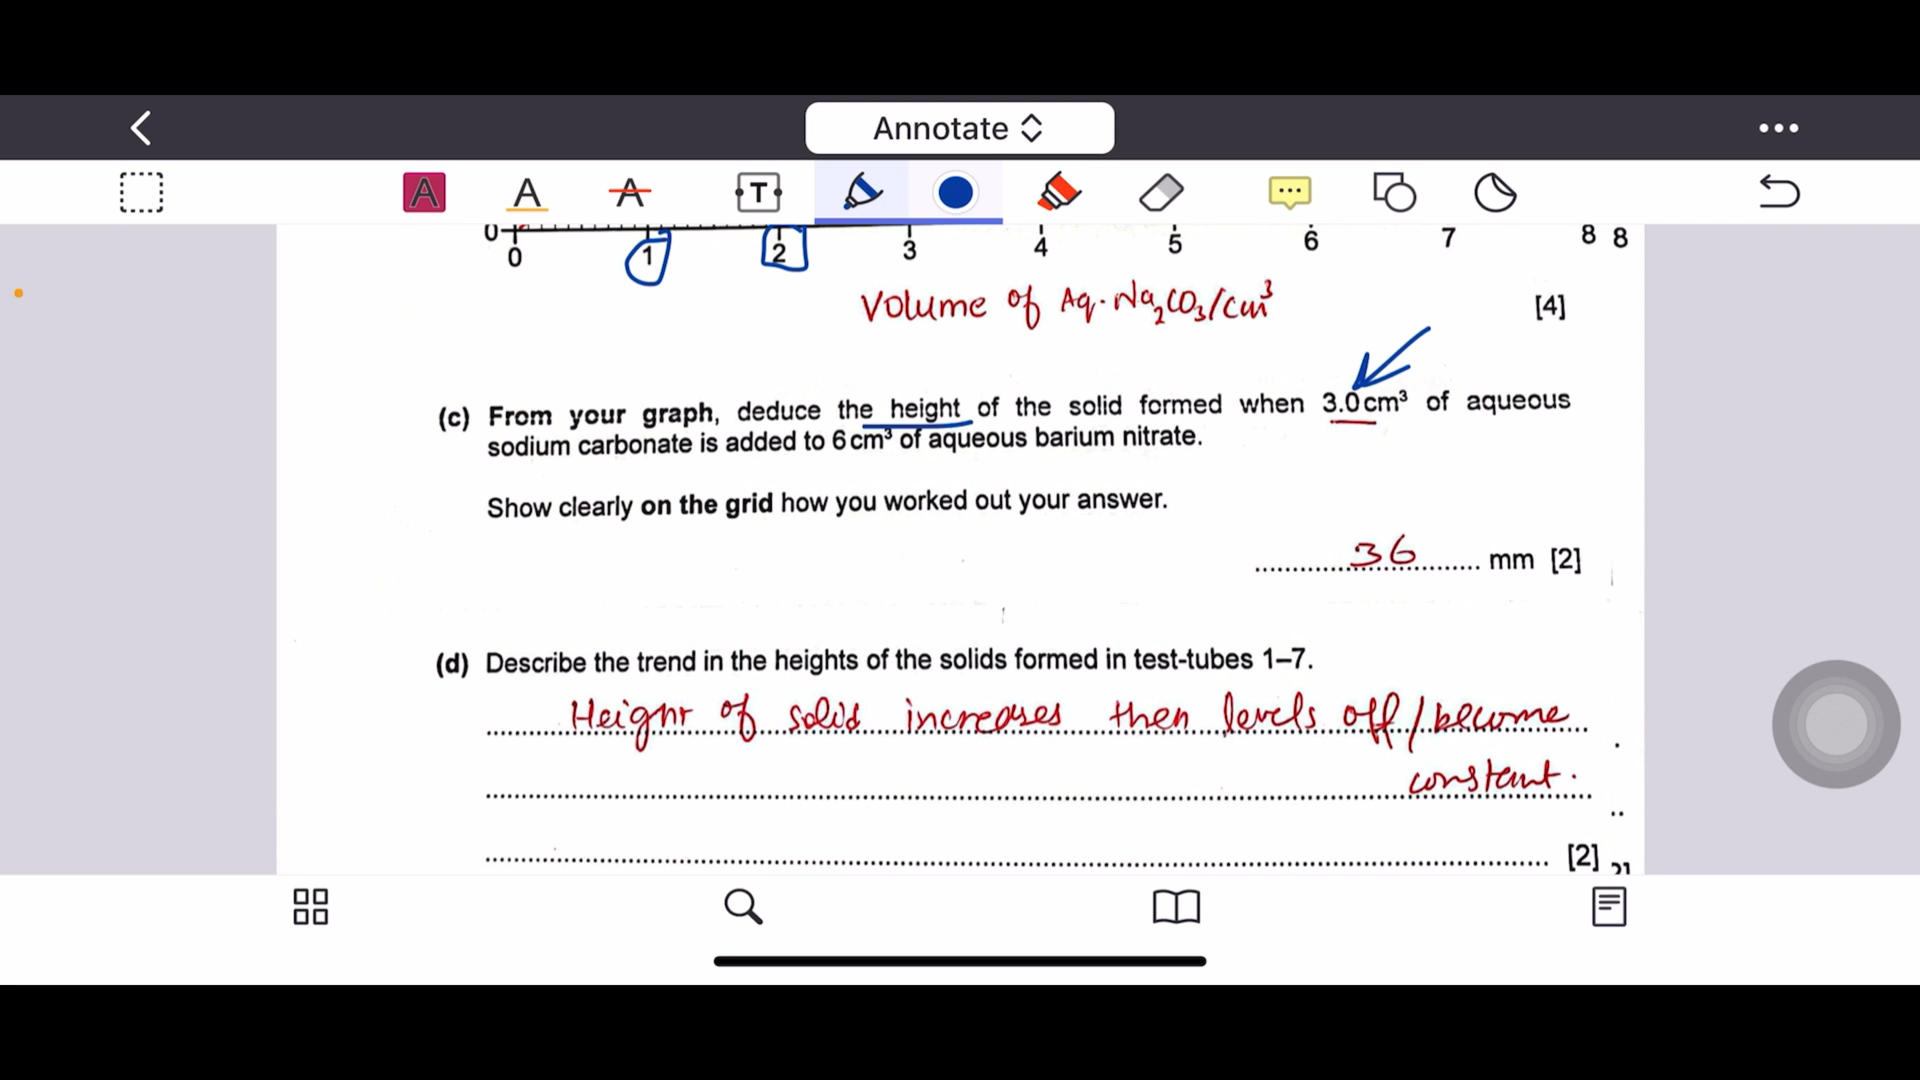 Annotate
A A A T
0
0 1 2 3 4 5 6 7 8 8
Volume of Aq. Na₂CO₃/cm³
[4]
(c) From your graph, deduce the height of the solid formed when 3.0 cm³ of aqueous
sodium carbonate is added to 6 cm³ of aqueous barium nitrate.
Show clearly on the grid how you worked out your answer.
36 mm [2]
(d) Describe the trend in the heights of the solids formed in test-tubes 1–7.
Height of solid increases then levels off/become
constant.
[2]